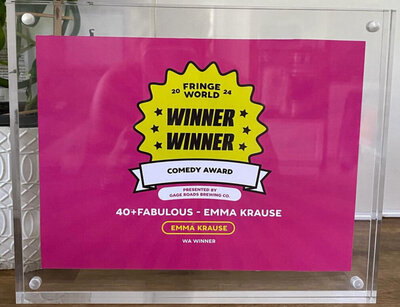 FRINGE
20 WORLD 24
WINNER
WINNER
COMEDY AWARD
PRESENTED BY
GAGE ROADS BREWING CO.
40+FABULOUS - EMMA KRAUSE
EMMA KRAUSE
WA WINNER